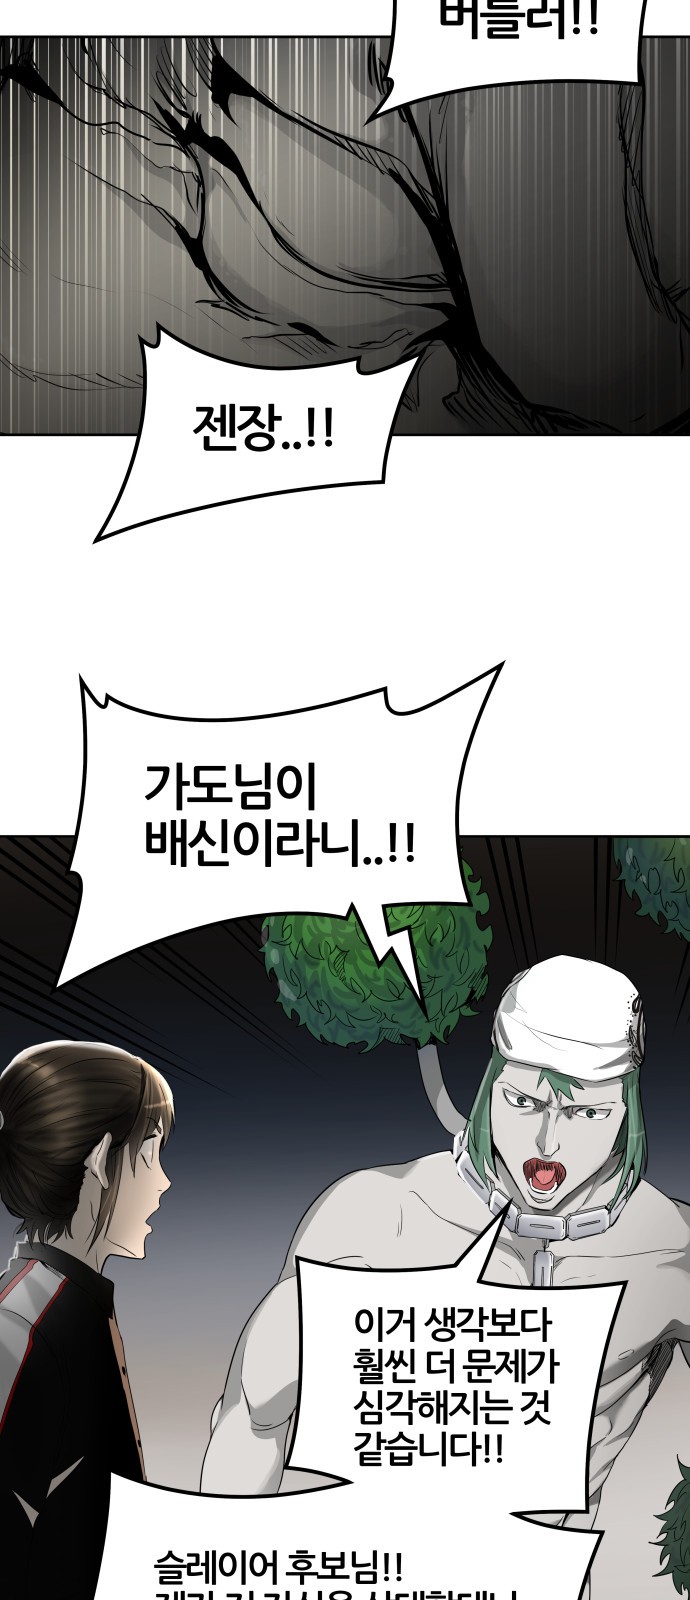 버틀러!!
젠장..!!
가도님이
배신이라니..!!
이거 생각보다
훨씬 더 문제가
심각해지는 것
같습니다!!
슬레이어 후보님!!